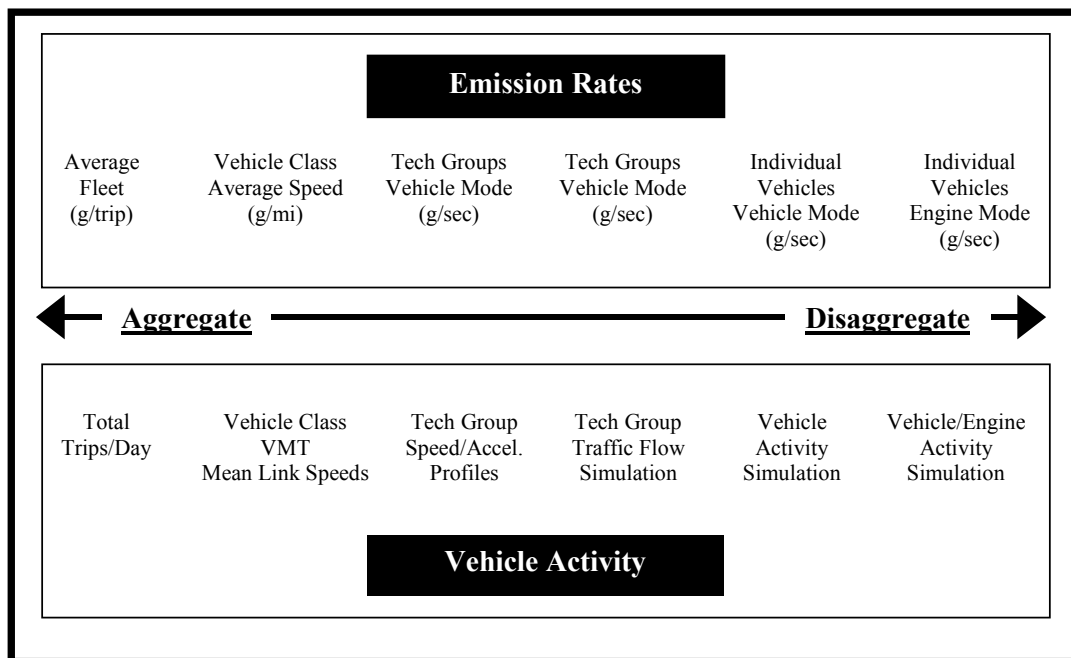 Emission Rates
Average
Fleet
(g/trip)
Vehicle Class
Average Speed
(g/mi)
Tech Groups
Vehicle Mode
(g/sec)
Tech Groups
Vehicle Mode
(g/sec)
Individual
Vehicles
Vehicle Mode
(g/sec)
Individual
Vehicles
Engine Mode
(g/sec)
Aggregate
Disaggregate
Total
Trips/Day
Vehicle Class
VMT
Mean Link Speeds
Tech Group
Speed/Accel.
Profiles
Tech Group
Traffic Flow
Simulation
Vehicle
Activity
Simulation
Vehicle/Engine
Activity
Simulation
Vehicle Activity